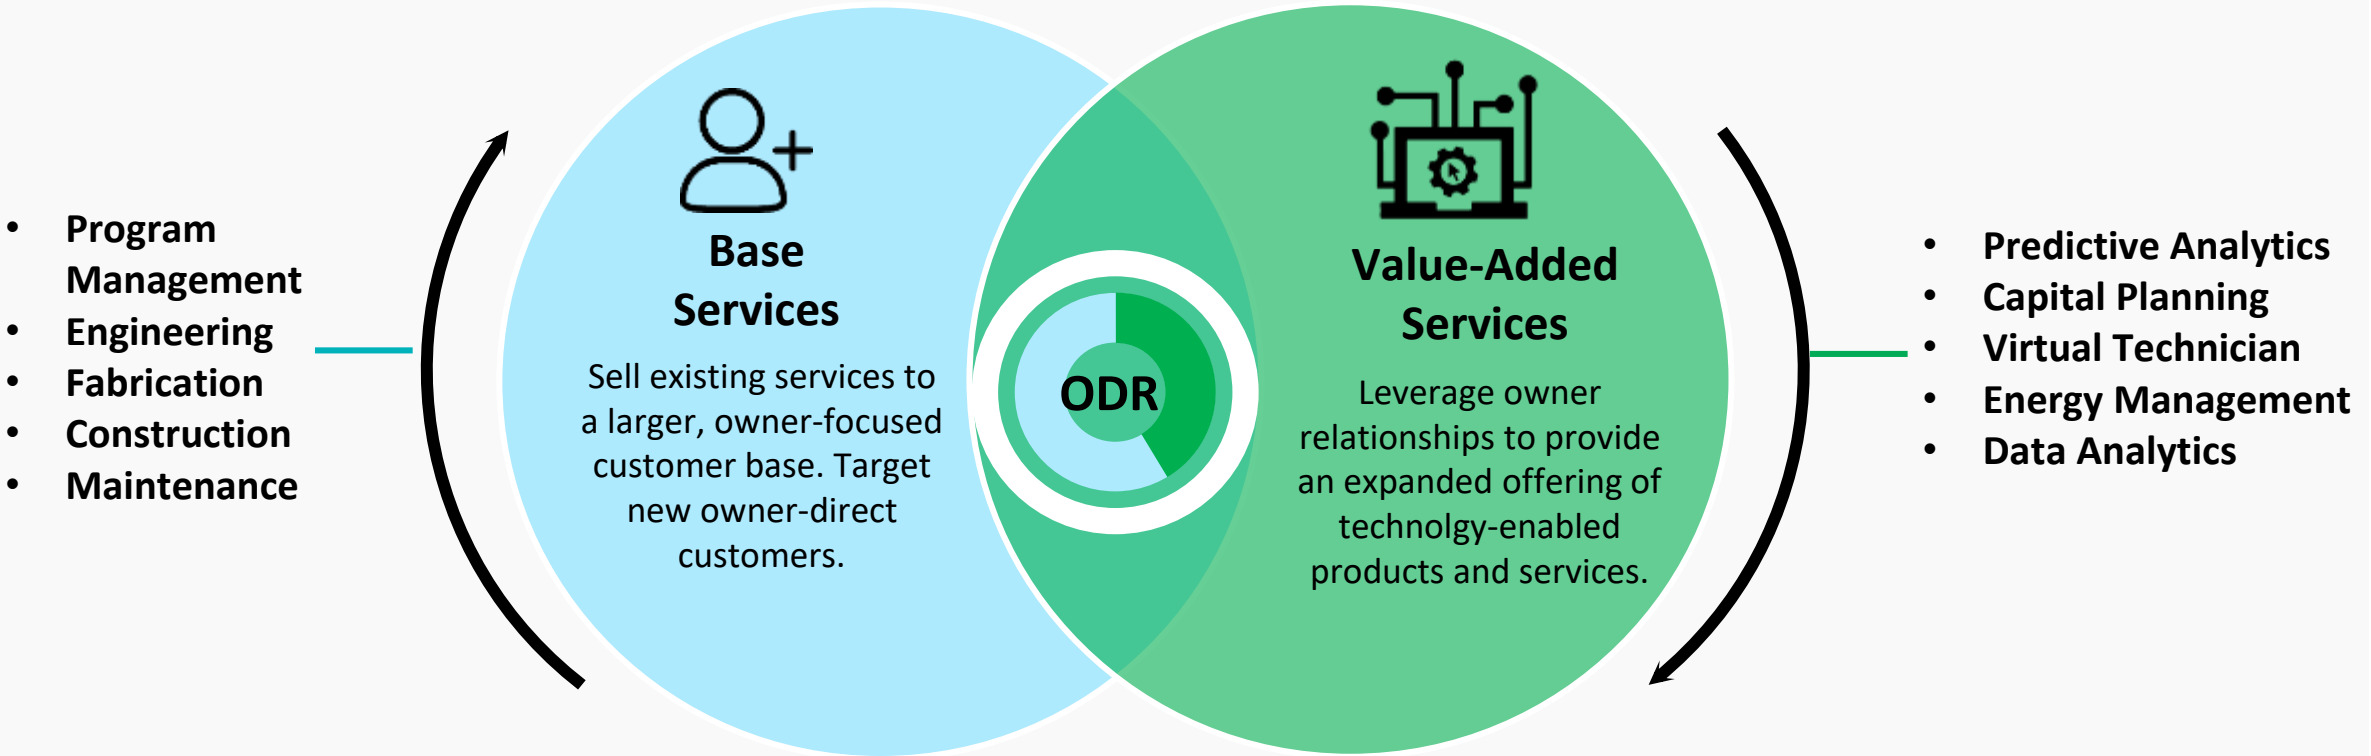 • Program
Management
• Engineering
• Fabrication
• Construction
• Maintenance
Base
Services
Sell existing services to
a larger, owner-focused
customer base. Target
new owner-direct
customers.
ODR
Value-Added
Services
Leverage owner
relationships to provide
an expanded offering of
technolgy-enabled
products and services.
• Predictive Analytics
• Capital Planning
• Virtual Technician
• Energy Management
• Data Analytics